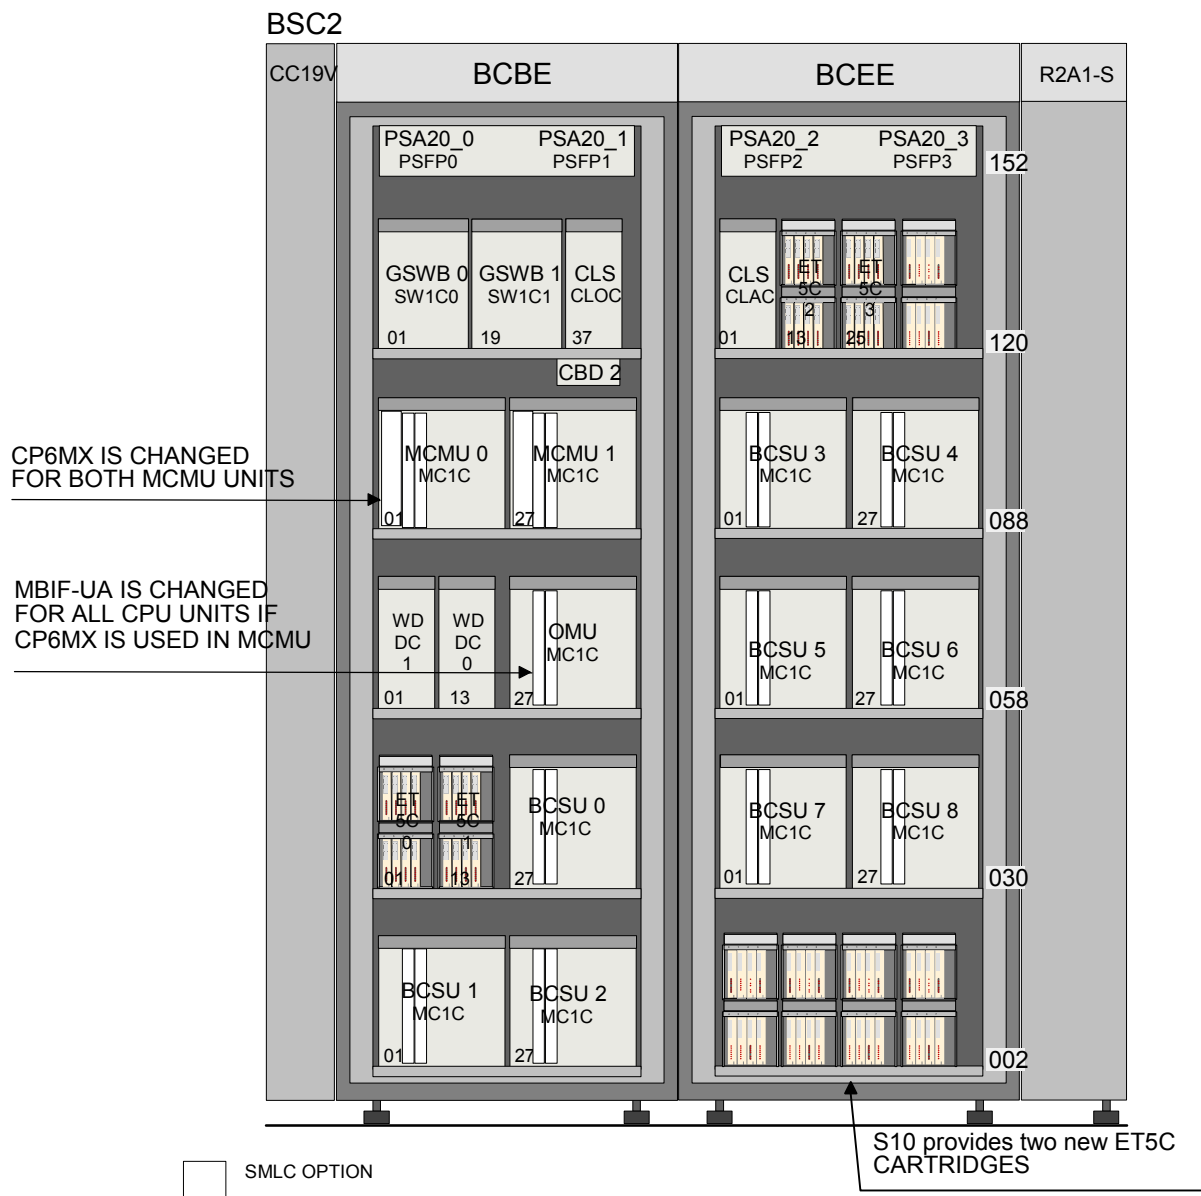 BSC2
CC19V
BCBE
BCEE
R2A1-S
PSA20_0 PSA20_1
PSFP0 PSFP1
PSA20_2 PSA20_3
PSFP2 PSFP3
152
GSWB 0
SW1C0
01
GSWB 1
SW1C1
19
CLS
CLOC
37
CLS
CLAC
01
ET
5C
2
13
ET
5C
3
25
120
CBD 2
CP6MX IS CHANGED
FOR BOTH MCMU UNITS
MCMU 0
MC1C
01
MCMU 1
MC1C
27
BCSU 3
MC1C
01
BCSU 4
MC1C
27
088
MBIF-UA IS CHANGED
FOR ALL CPU UNITS IF
CP6MX IS USED IN MCMU
WD
DC
1
01
WD
DC
0
13
OMU
MC1C
27
BCSU 5
MC1C
01
BCSU 6
MC1C
27
058
ET
5C
0
01
ET
5C
1
13
BCSU 0
MC1C
27
BCSU 7
MC1C
01
BCSU 8
MC1C
27
030
BCSU 1
MC1C
01
BCSU 2
MC1C
27
002
S10 provides two new ET5C
CARTRIDGES
SMLC OPTION